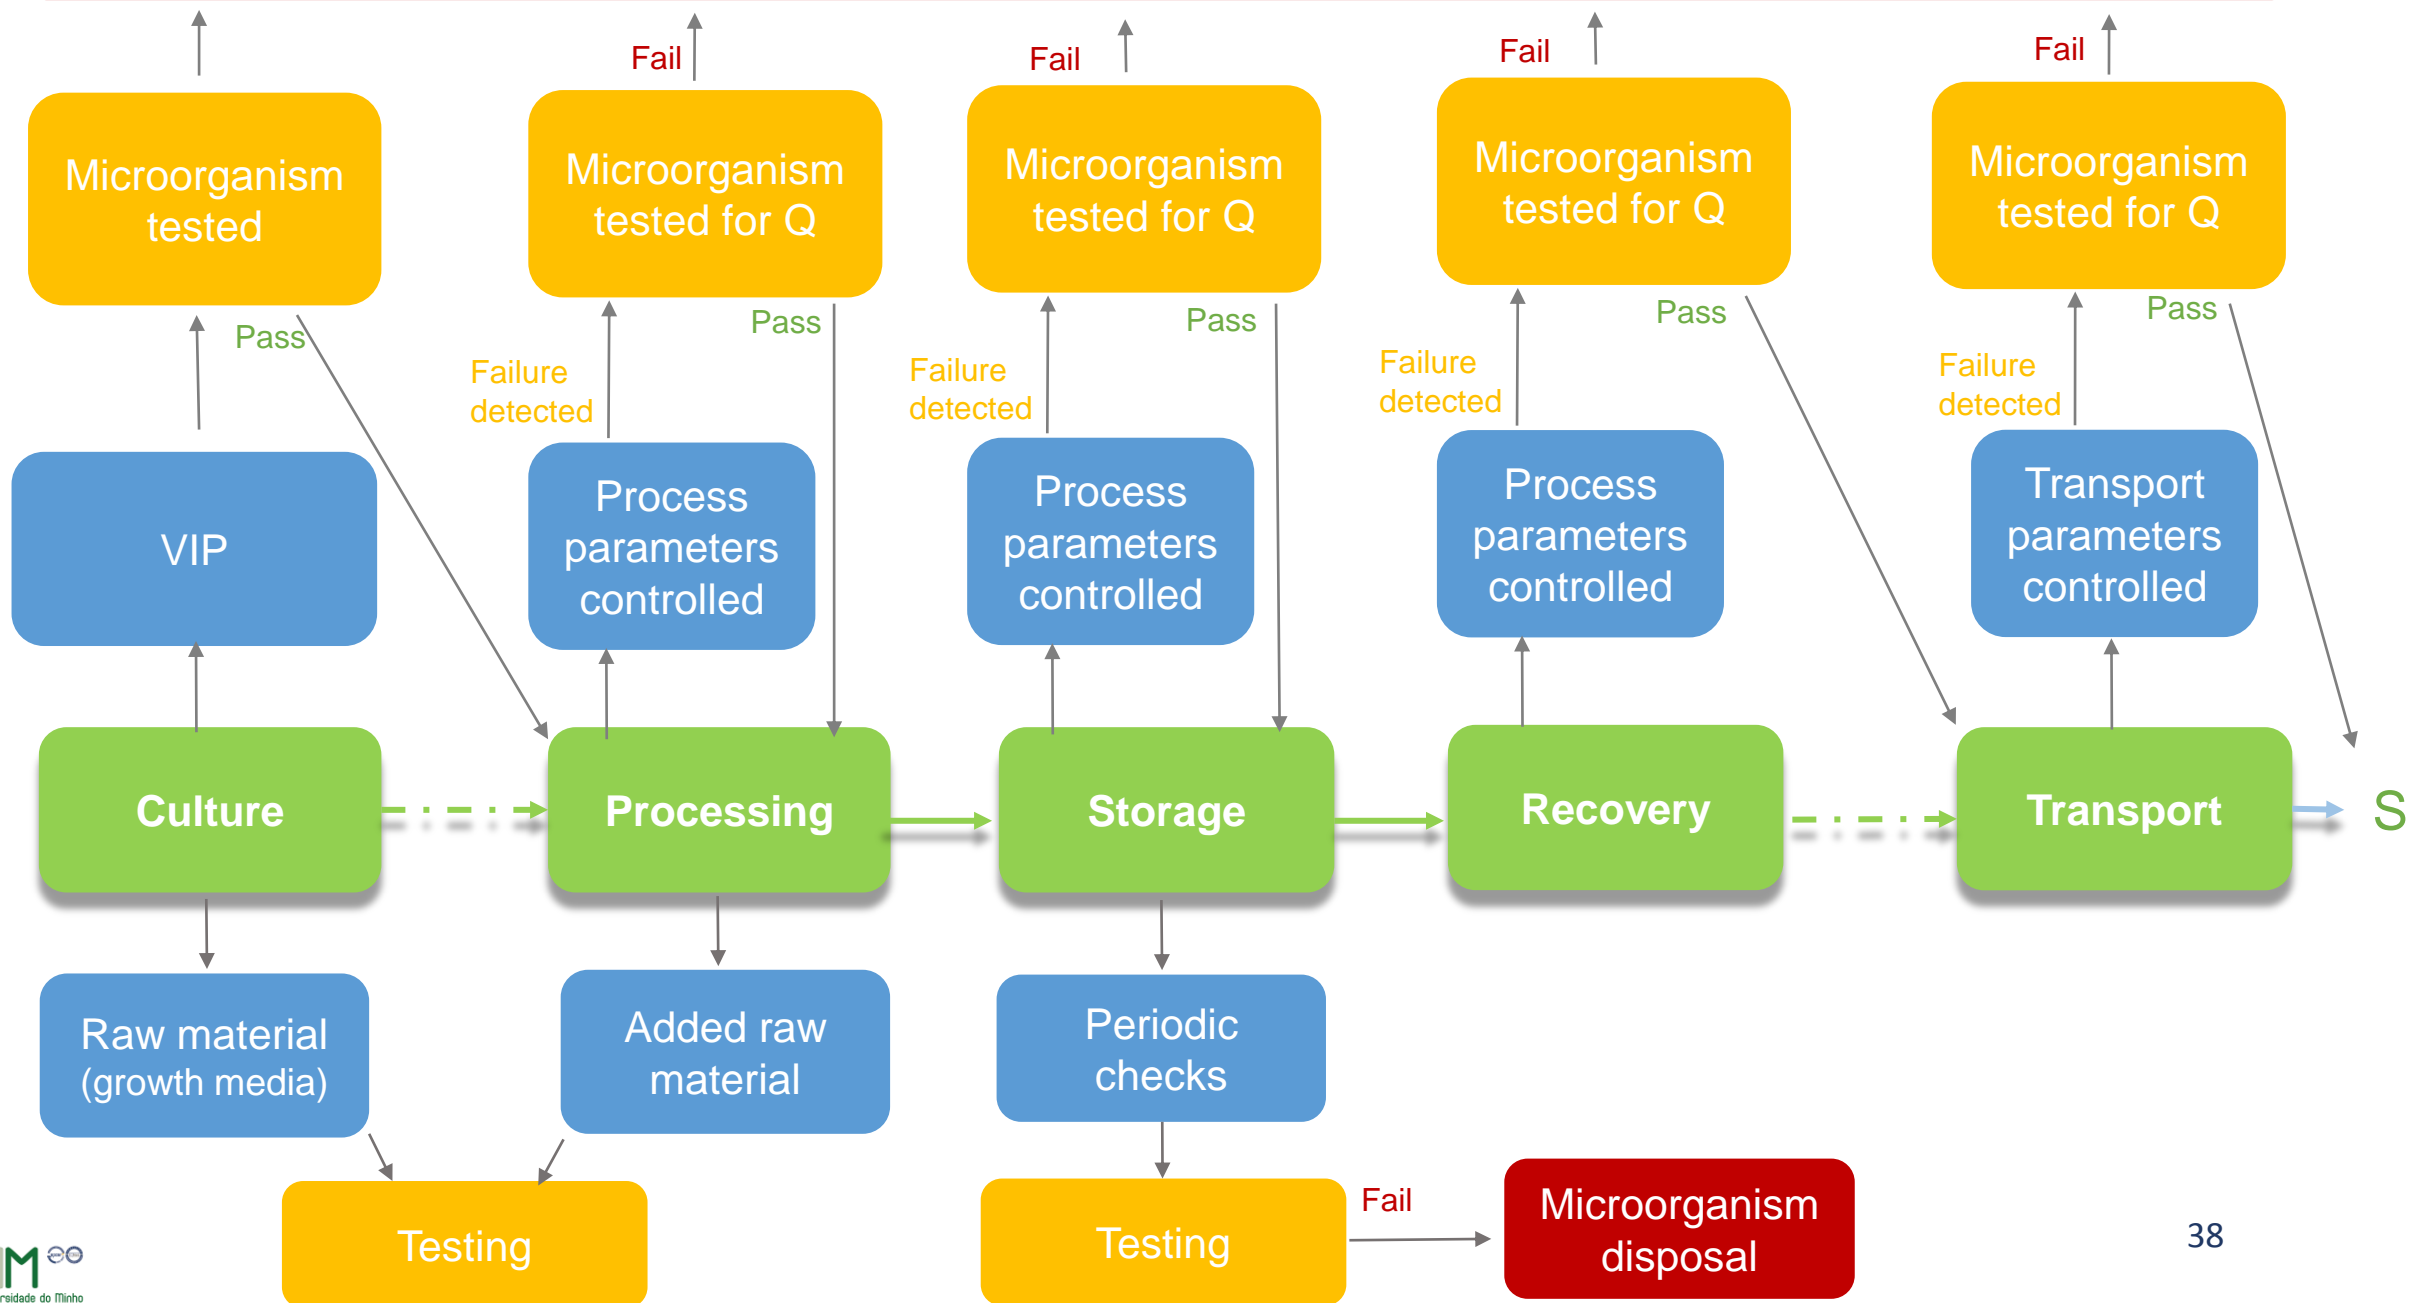 Fail
Fail
Fail
Fail
Microorganism
tested
Microorganism
tested for Q
Microorganism
tested for Q
Microorganism
tested for Q
Microorganism
tested for Q
Pass
Pass
Pass
Pass
Pass
Failure
detected
Failure
detected
Failure
detected
Failure
detected
VIP
Process
parameters
controlled
Process
parameters
controlled
Process
parameters
controlled
Transport
parameters
controlled
Culture
Processing
Storage
Recovery
Transport
S
Raw material
(growth media)
Added raw
material
Periodic
checks
Testing
Testing
Fail
Microorganism
disposal
38
M
rsidade do Minho